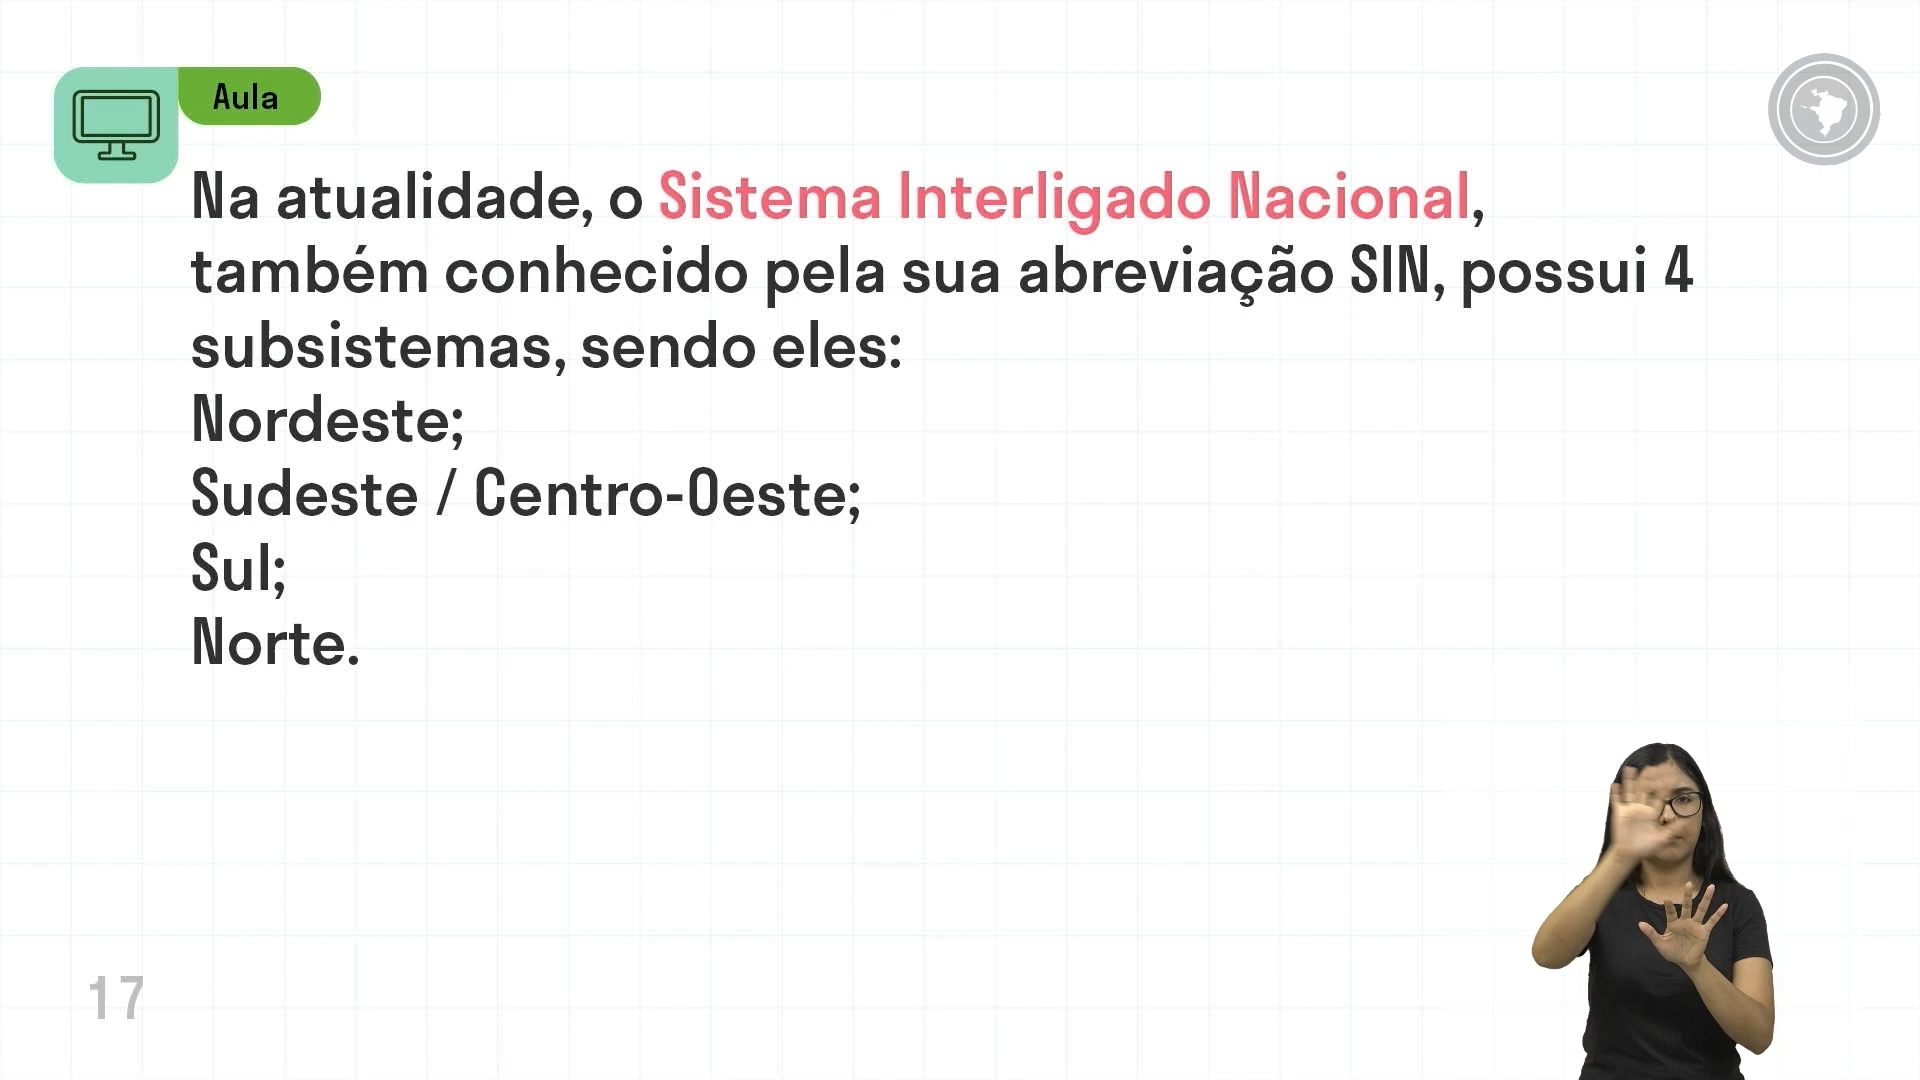 Aula
Na atualidade, o Sistema Interligado Nacional,
também conhecido pela sua abreviação SIN, possui 4
subsistemas, sendo eles:
Nordeste;
Sudeste / Centro-Oeste;
Sul;
Norte.
17